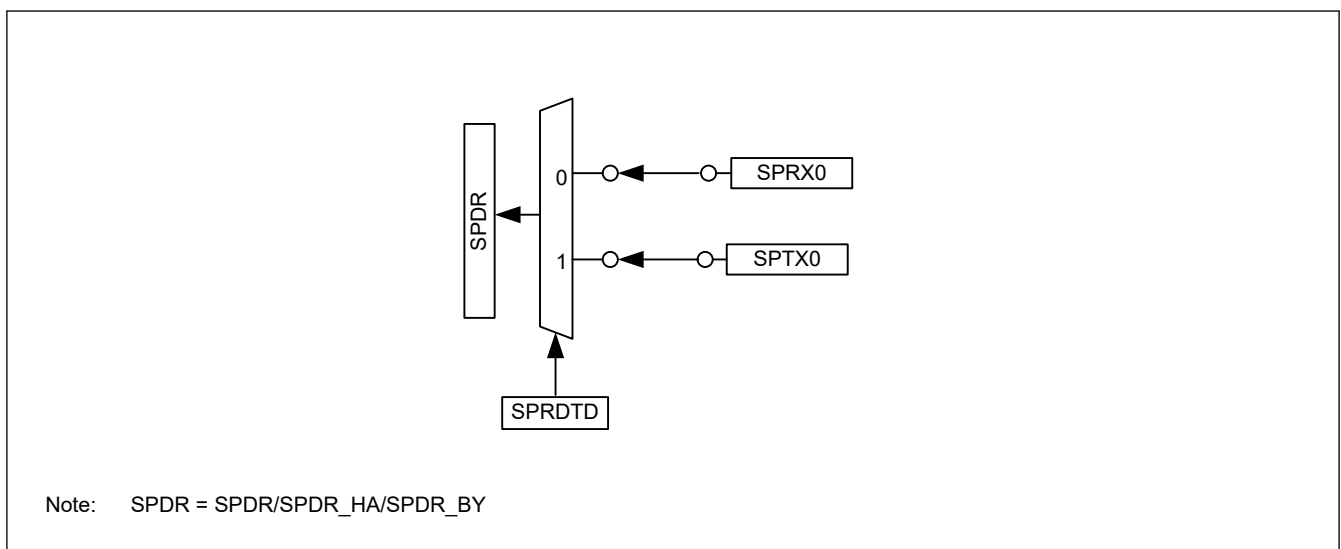 SPDR
0
SPRX0
1
SPTX0
SPRDTD
Note: SPDR = SPDR/SPDR_HA/SPDR_BY